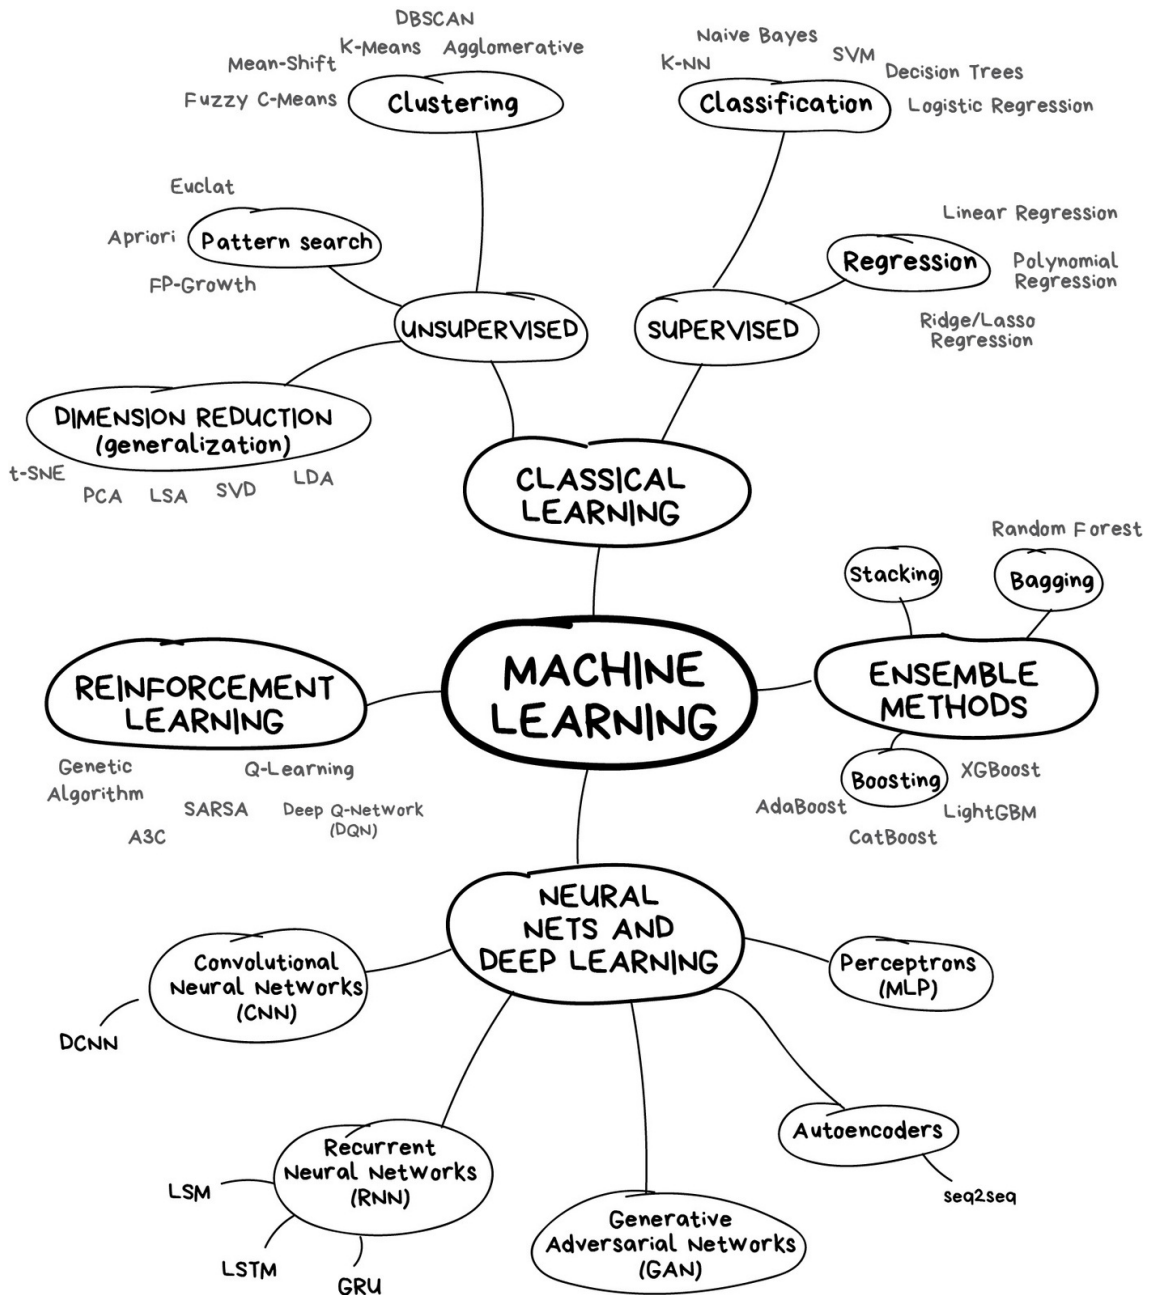 DBSCAN
K-Means
Agglomerative
Mean-Shift
Fuzzy C-Means
Clustering
Naive Bayes
K-NN
SVM
Decision Trees
Classification
Logistic Regression
Euclat
Apriori
Pattern search
FP-Growth
Linear Regression
Regression
Polynomial
Regression
Ridge/Lasso
Regression
UNSUPERVISED
SUPERVISED
DIMENSION REDUCTION
(generalization)
t-SNE
PCA
LSA
SVD
LDA
CLASSICAL
LEARNING
Random Forest
Stacking
Bagging
MACHINE
LEARNING
REINFORCEMENT
LEARNING
ENSEMBLE
METHODS
Genetic
Algorithm
Q-Learning
SARSA
Deep Q-Network
(DQN)
A3C
Boosting
XGBoost
AdaBoost
LightGBM
CatBoost
NEURAL
NETS AND
DEEP LEARNING
Convolutional
Neural Networks
(CNN)
DCNN
Perceptrons
(MLP)
Autoencoders
seq2seq
Recurrent
Neural Networks
(RNN)
LSM
LSTM
GRU
Generative
Adversarial Networks
(GAN)